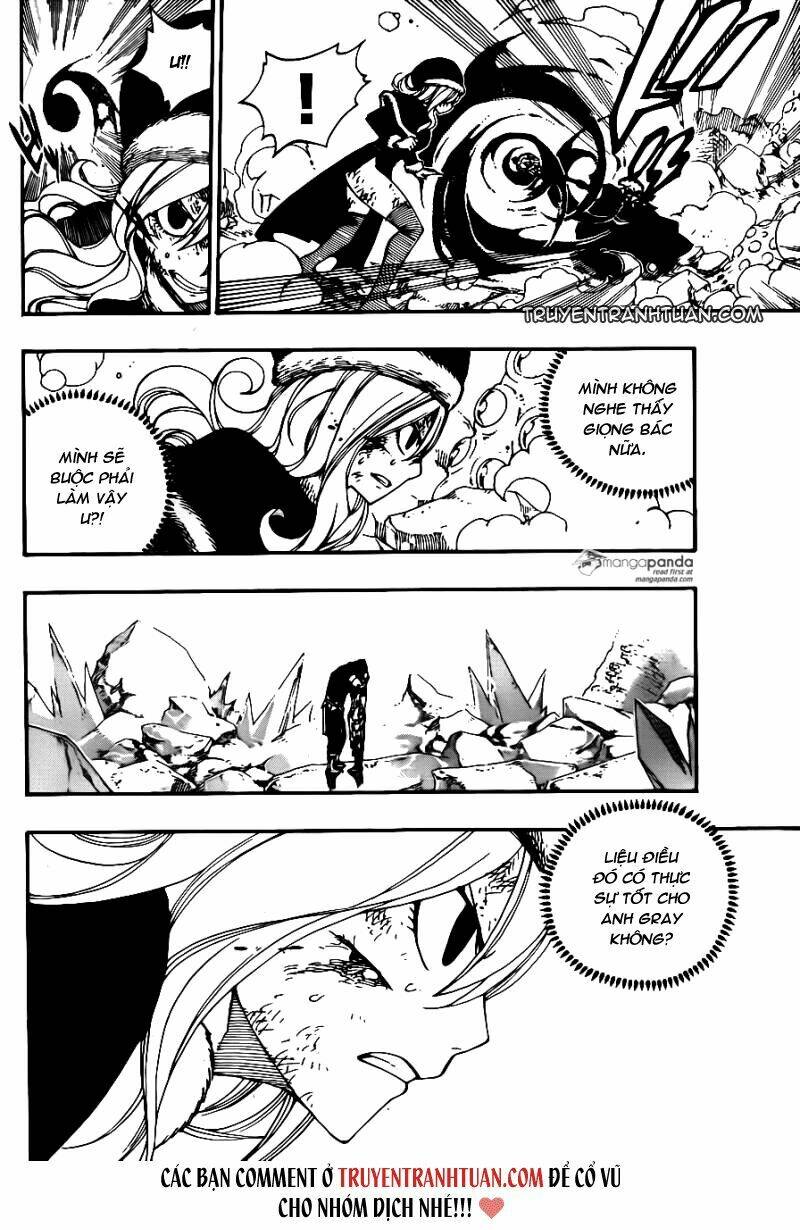 Ư!!
!
TRUYENTRANHTUAN.COM
MÌNH KHÔNG
NGHE THẤY
GIỌNG BÁC
NỮA.
MÌNH SẼ
BUỘC PHẢI
LÀM VẬY
Ư?!
mangapanda
read first at
mangapanda.com
LIỆU ĐIỀU
ĐÓ CÓ THỰC
SỰ TỐT CHO
ANH GRAY
KHÔNG?
CÁC BẠN COMMENT Ở TRUYENTRANHTUAN.COM ĐỂ CỔ VŨ
CHO NHÓM DỊCH NHÉ!!! ❤